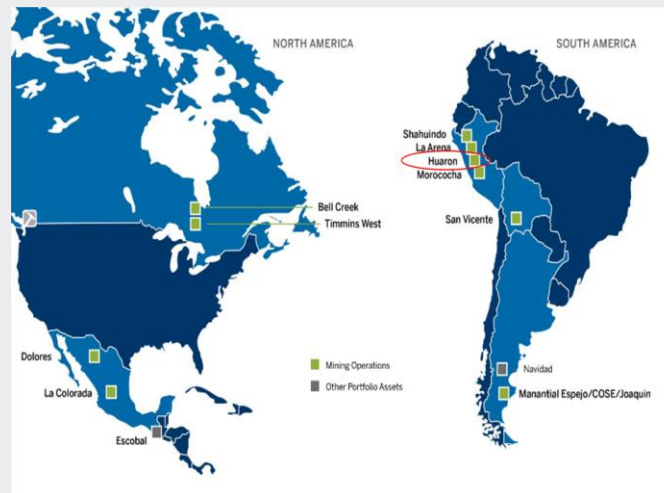 NORTH AMERICA
Bell Creek
Timmins West
Dolores
La Colorada
Escobal
Mining Operations
Other Portfolio Assets
SOUTH AMERICA
Shahuindo
La Arena
Huaron
Morococha
San Vicente
Navidad
Manantial Espejo/COSE/Joaquin